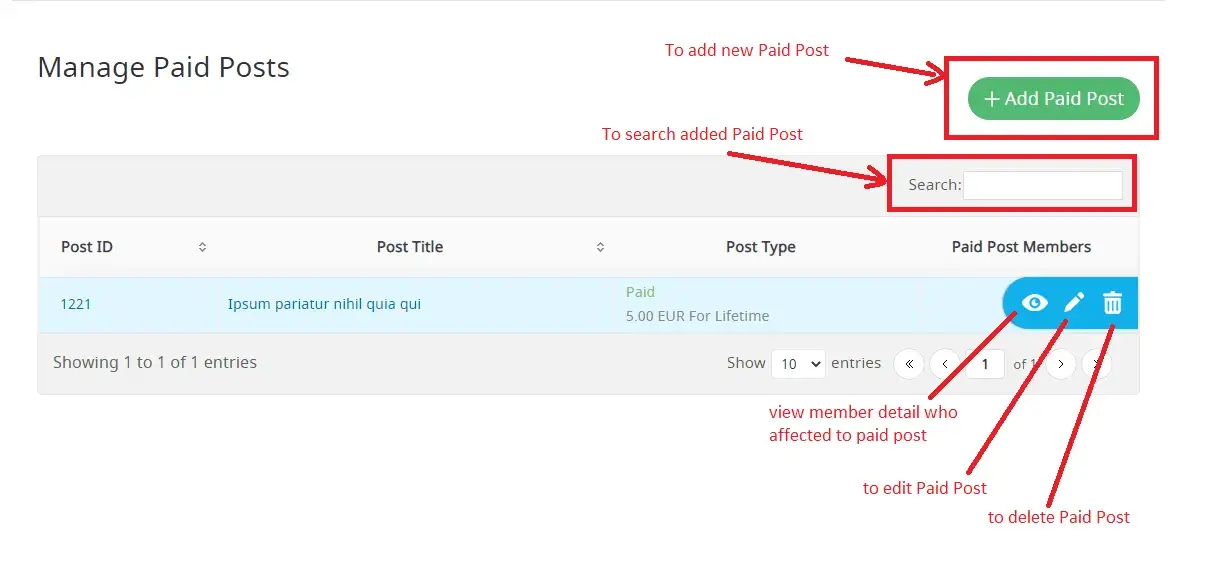 To add new Paid Post
Manage Paid Posts
+ Add Paid Post
To search added Paid Post
Search:
Post ID Post Title Post Type Paid Post Members
1221 Ipsum pariatur nihil quia qui Paid
5.00 EUR For Lifetime
Showing 1 to 1 of 1 entries Show 10 entries 1 of 1
view member detail who
affected to paid post
to edit Paid Post
to delete Paid Post